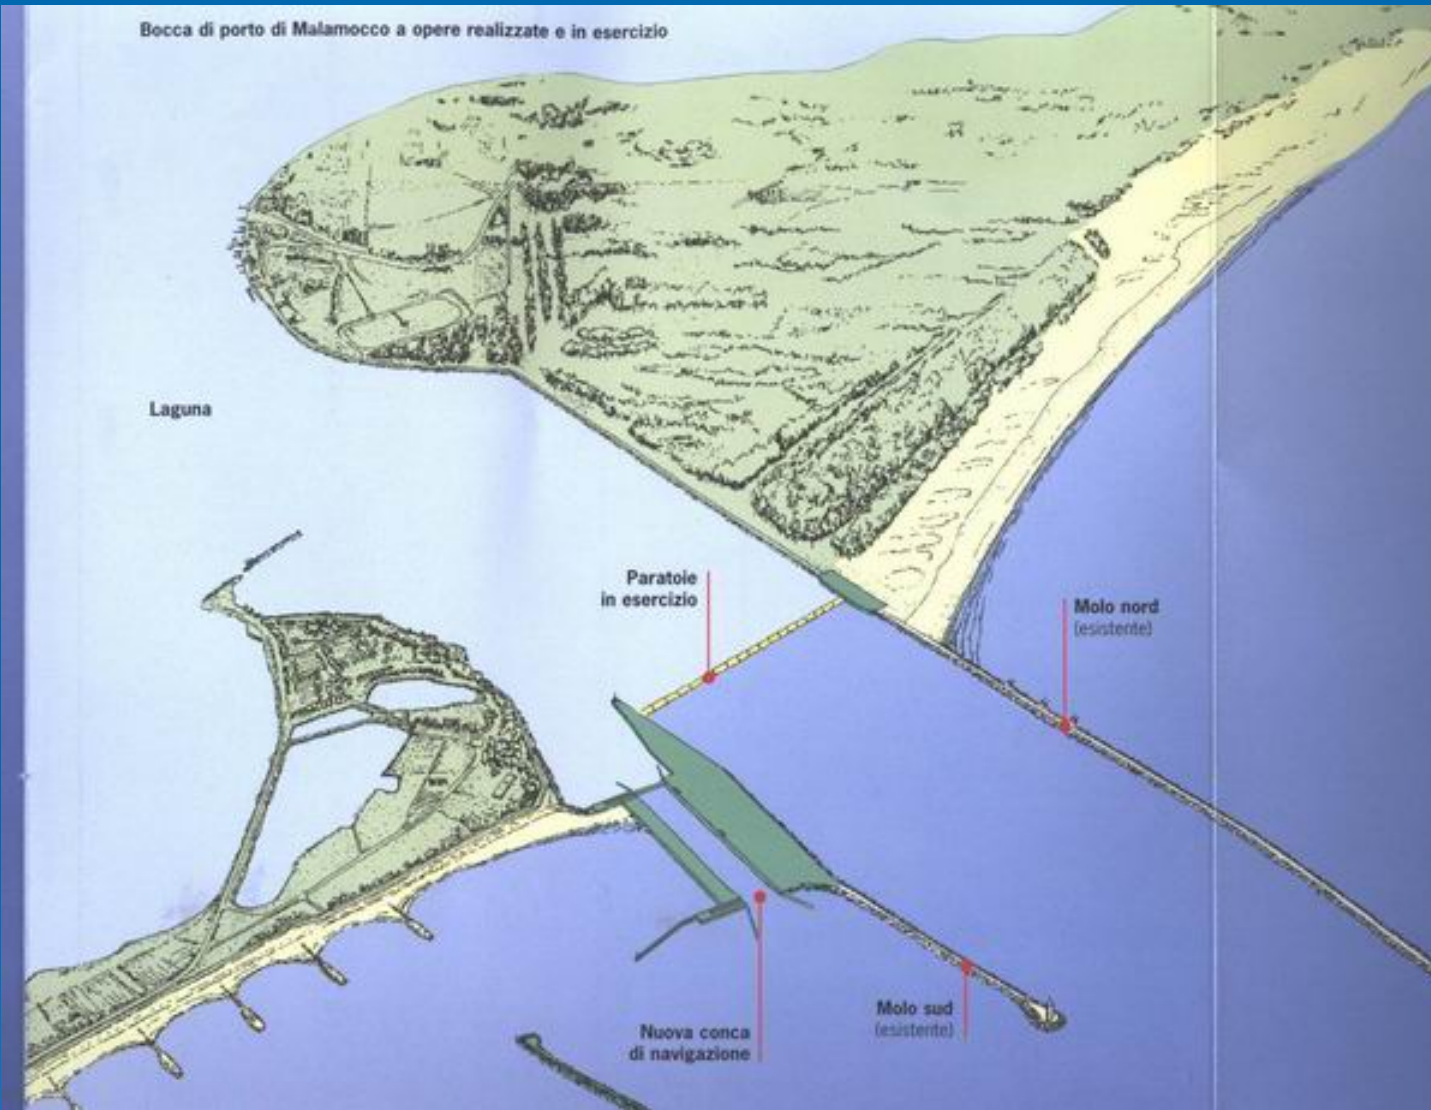 Bocca di porto di Malamocco a opere realizzate e in esercizio
Laguna
Paratoie
in esercizio
Molo nord
(esistente)
Molo sud
(esistente)
Nuova conca
di navigazione